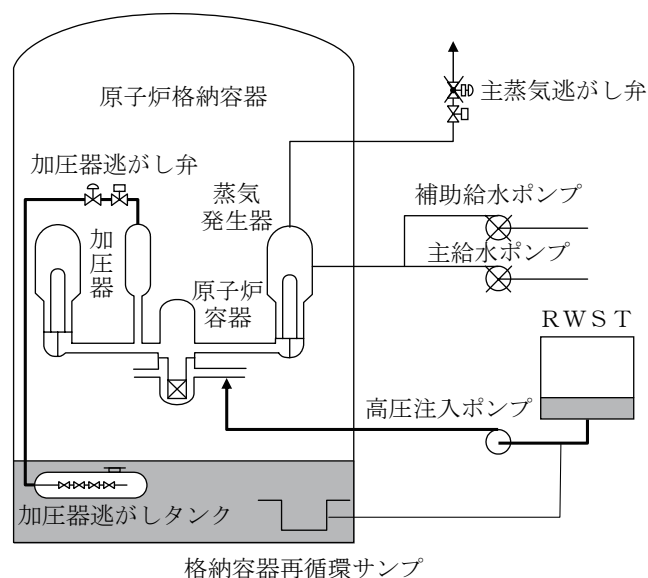 原子炉格納容器
主蒸気逃がし弁
加圧器逃がし弁
蒸気
発生器
補助給水ポンプ
加圧器
主給水ポンプ
原子炉
容器
ＲＷＳＴ
高圧注入ポンプ
加圧器逃がしタンク
格納容器再循環サンプ